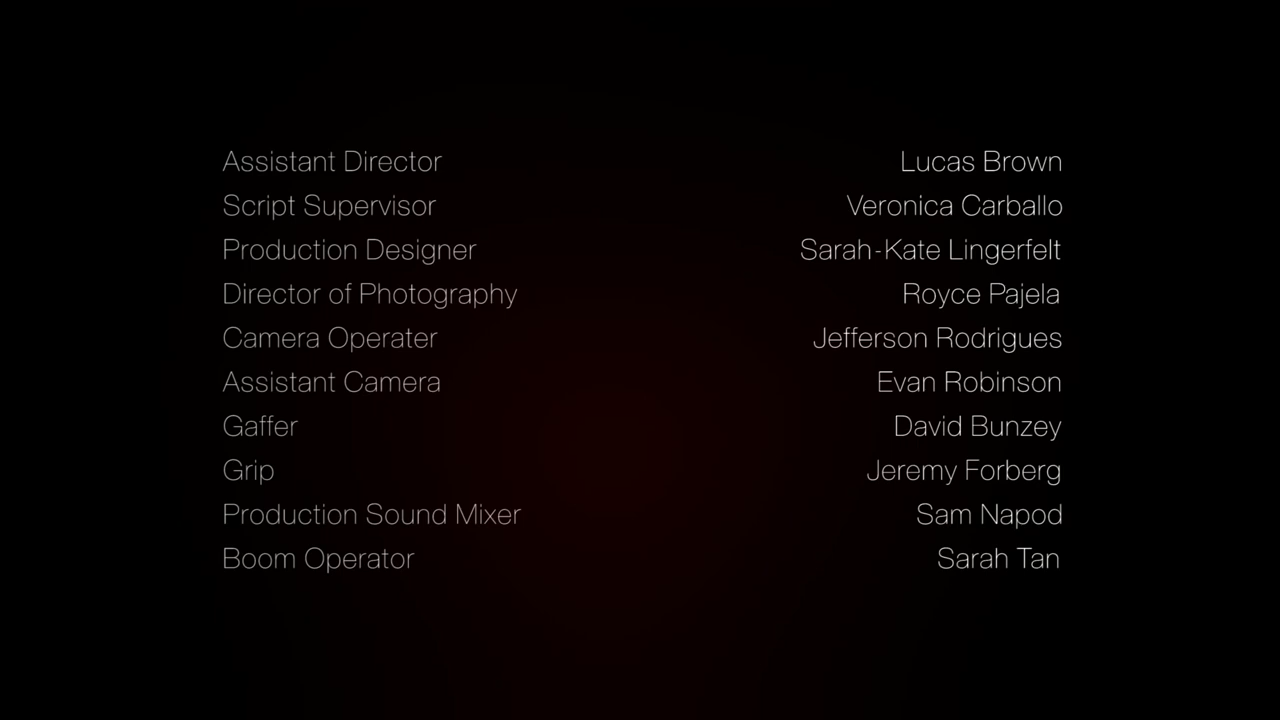 Assistant Director Lucas Brown
Script Supervisor Veronica Carballo
Production Designer Sarah-Kate Lingerfelt
Director of Photography Royce Pajela
Camera Operater Jefferson Rodrigues
Assistant Camera Evan Robinson
Gaffer David Bunzey
Grip Jeremy Forberg
Production Sound Mixer Sam Napod
Boom Operator Sarah Tan